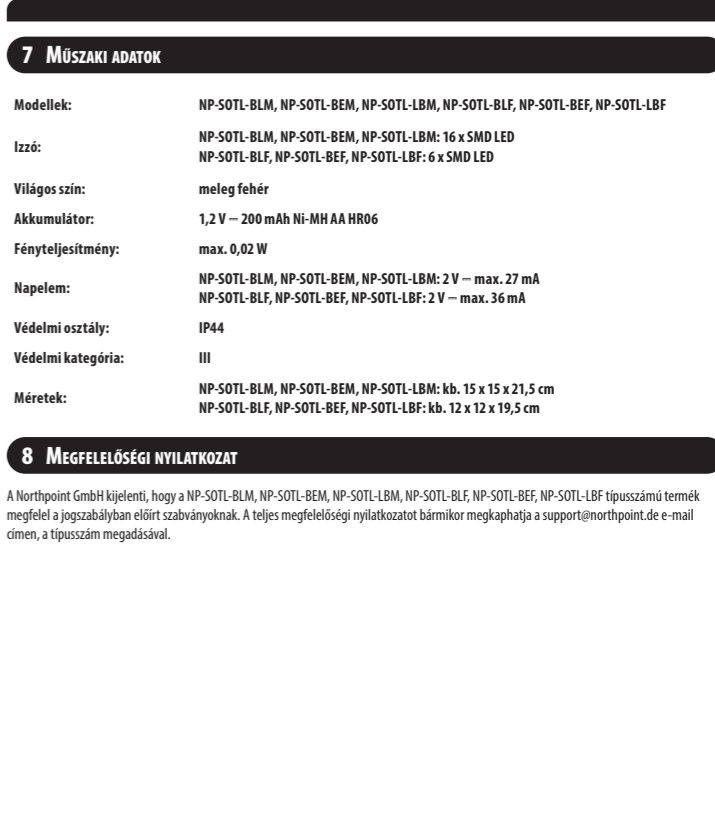 7 Műszaki adatok
Modellek: NP-SOTL-BLM, NP-SOTL-BEM, NP-SOTL-LBM, NP-SOTL-BLF, NP-SOTL-BEF, NP-SOTL-LBF
Izzó: NP-SOTL-BLM, NP-SOTL-BEM, NP-SOTL-LBM: 16 x SMD LED
NP-SOTL-BLF, NP-SOTL-BEF, NP-SOTL-LBF: 6 x SMD LED
Világos szín: meleg fehér
Akkumulátor: 1,2 V ⎓ 200 mAh Ni-MH AA HR06
Fényteljesítmény: max. 0,02 W
Napelem: NP-SOTL-BLM, NP-SOTL-BEM, NP-SOTL-LBM: 2 V ⎓ max. 27 mA
NP-SOTL-BLF, NP-SOTL-BEF, NP-SOTL-LBF: 2 V ⎓ max. 36 mA
Védelmi osztály: IP44
Védelmi kategória: III
Méretek: NP-SOTL-BLM, NP-SOTL-BEM, NP-SOTL-LBM: kb. 15 x 15 x 21,5 cm
NP-SOTL-BLF, NP-SOTL-BEF, NP-SOTL-LBF: kb. 12 x 12 x 19,5 cm
8 Megfelelőségi nyilatkozat
A Northpoint GmbH kijelenti, hogy a NP-SOTL-BLM, NP-SOTL-BEM, NP-SOTL-LBM, NP-SOTL-BLF, NP-SOTL-BEF, NP-SOTL-LBF típusszámú termék
megfelel a jogszabályban előírt szabványoknak. A teljes megfelelőségi nyilatkozatot bármikor megkaphatja a support@northpoint.de e-mail
címen, a típusszám megadásával.